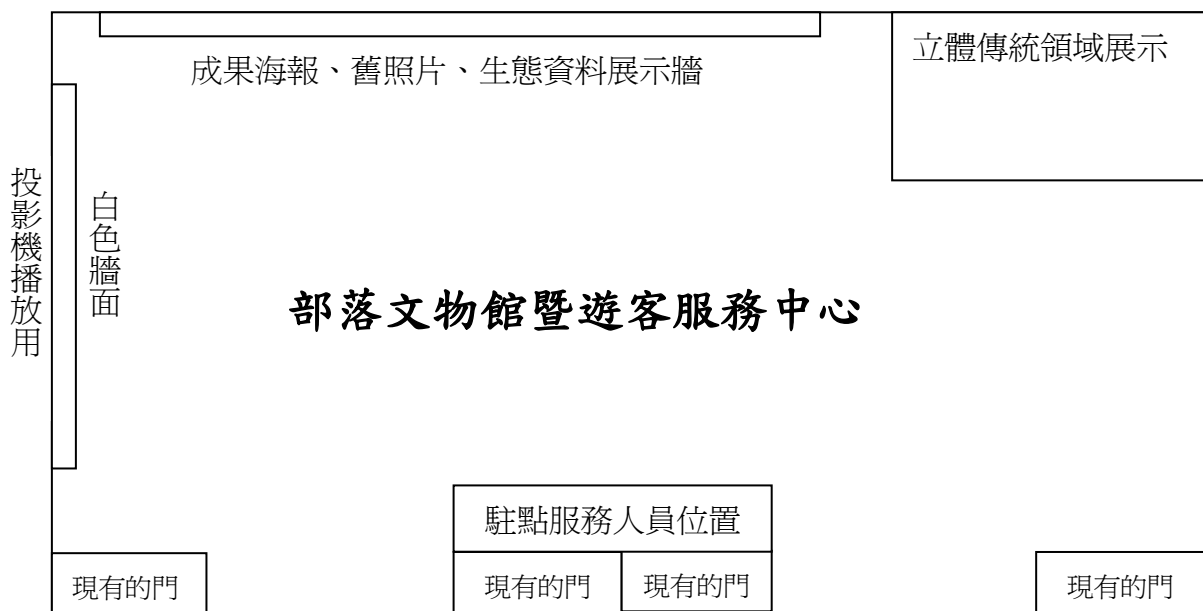 立體傳統領域展示
成果海報、舊照片、生態資料展示牆
投影機播放用
白色牆面
部落文物館暨遊客服務中心
駐點服務人員位置
現有的門
現有的門
現有的門
現有的門